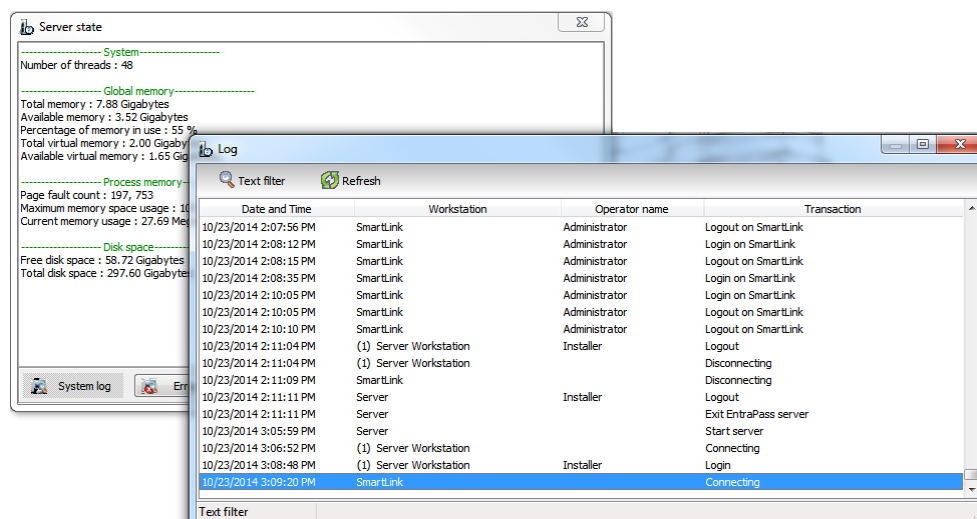 Server state
-------------------- System--------------------
Number of threads : 48
-------------------- Global memory--------------------
Total memory : 7.88 Gigabytes
Available memory : 3.52 Gigabytes
Percentage of memory in use : 55 %
Total virtual memory : 2.00
Available virtual memory : 1.65
-------------------- Process memory
Page fault count : 197, 753
Maximum memory space usage :
Current memory usage : 27.69
-------------------- Disk space
Free disk space : 58.72 Gigabytes
Total disk space : 297.60
System log
Log
Text filter Refresh
Date and Time Workstation Operator name Transaction
10/23/2014 2:07:56 PM SmartLink Administrator Logout on SmartLink
10/23/2014 2:08:12 PM SmartLink Administrator Login on SmartLink
10/23/2014 2:08:15 PM SmartLink Administrator Logout on SmartLink
10/23/2014 2:08:35 PM SmartLink Administrator Login on SmartLink
10/23/2014 2:10:05 PM SmartLink Administrator Login on SmartLink
10/23/2014 2:10:05 PM SmartLink Administrator Logout on SmartLink
10/23/2014 2:10:10 PM SmartLink Administrator Logout on SmartLink
10/23/2014 2:11:04 PM (1) Server Workstation Installer Logout
10/23/2014 2:11:04 PM (1) Server Workstation Disconnecting
10/23/2014 2:11:09 PM SmartLink Disconnecting
10/23/2014 2:11:11 PM Server Installer Logout
10/23/2014 2:11:11 PM Server Exit EntraPass server
10/23/2014 3:05:59 PM Server Start server
10/23/2014 3:06:52 PM (1) Server Workstation Connecting
10/23/2014 3:08:48 PM (1) Server Workstation Installer Login
10/23/2014 3:09:20 PM SmartLink Connecting
Text filter